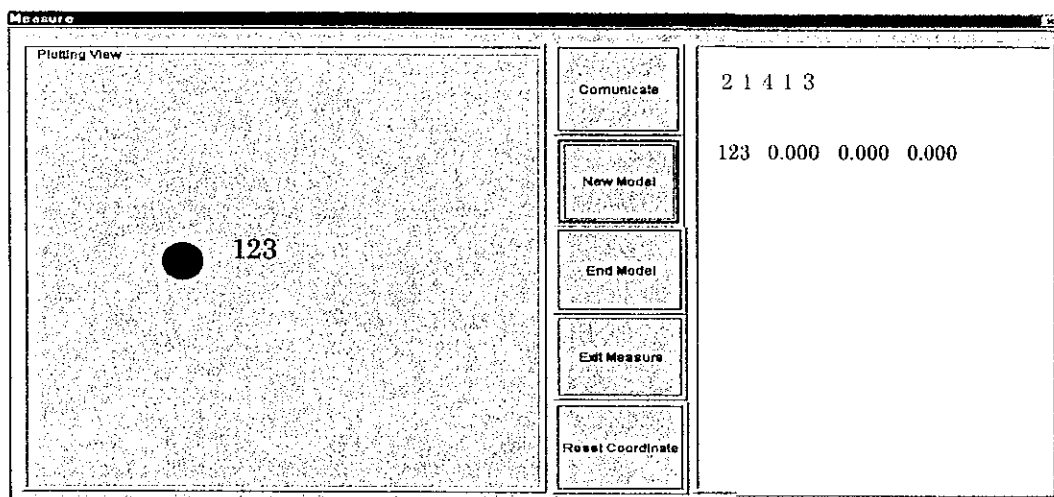 Measure
Plotting View
123
Comunicate
New Model
End Model
Exit Measure
Reset Coordinate
2 1 4 1 3
123 0.000 0.000 0.000